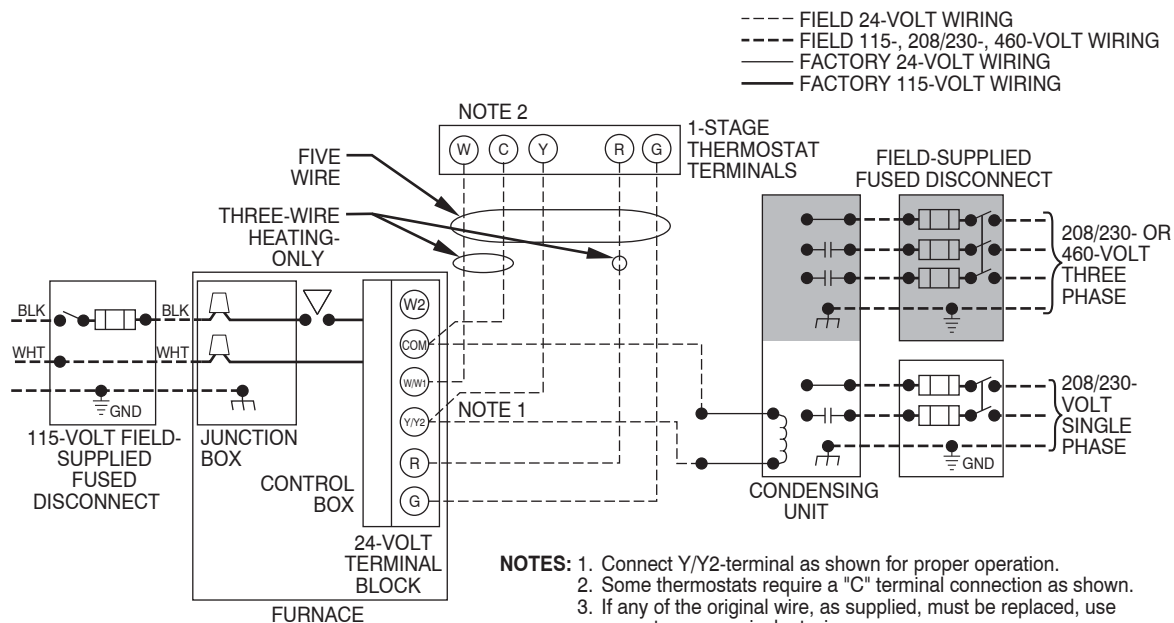 FIELD 24-VOLT WIRING
FIELD 115-, 208/230-, 460-VOLT WIRING
FACTORY 24-VOLT WIRING
FACTORY 115-VOLT WIRING
NOTE 2
W C Y R G
1-STAGE
THERMOSTAT
TERMINALS
FIVE
WIRE
THREE-WIRE
HEATING-
ONLY
FIELD-SUPPLIED
FUSED DISCONNECT
208/230- OR
460-VOLT
THREE
PHASE
BLK
BLK
WHT
WHT
GND
115-VOLT FIELD-
SUPPLIED
FUSED
DISCONNECT
JUNCTION
BOX
CONTROL
BOX
W2
COM
W/W1
Y/Y2
R
G
NOTE 1
24-VOLT
TERMINAL
BLOCK
FURNACE
208/230-
VOLT
SINGLE
PHASE
GND
CONDENSING
UNIT
NOTES: 1. Connect Y/Y2-terminal as shown for proper operation.
2. Some thermostats require a "C" terminal connection as shown.
3. If any of the original wire, as supplied, must be replaced, use